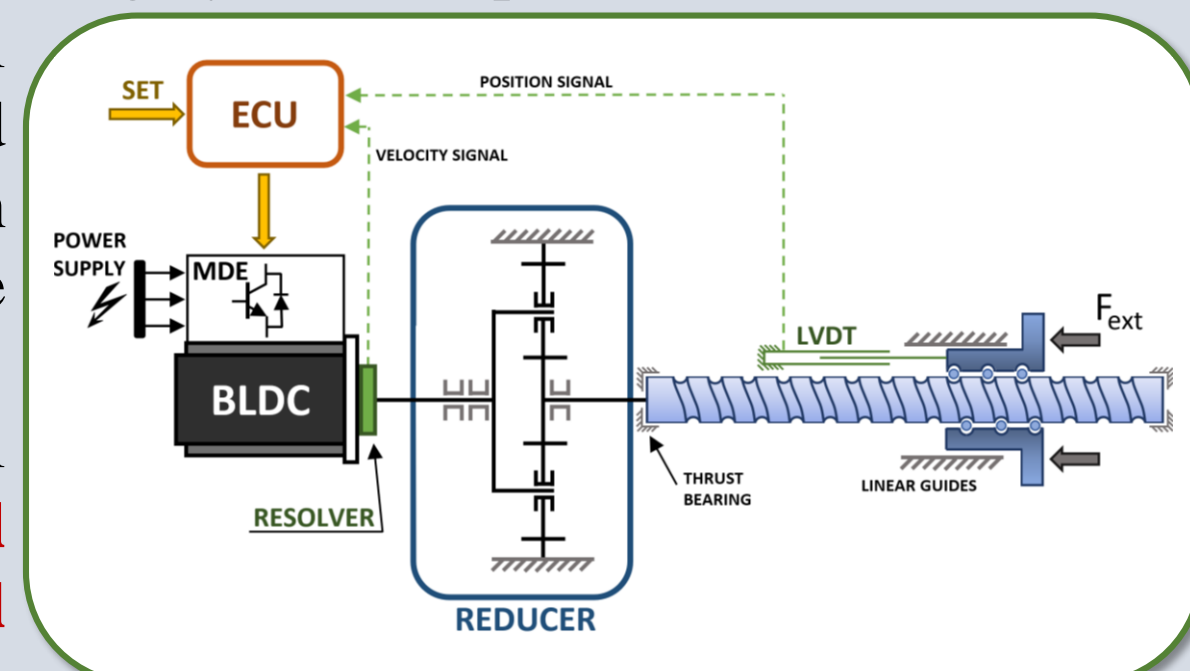 SET
ECU
POSITION SIGNAL
VELOCITY SIGNAL
POWER
SUPPLY
MDE
BLDC
RESOLVER
REDUCER
LVDT
Fext
THRUST
BEARING
LINEAR GUIDES